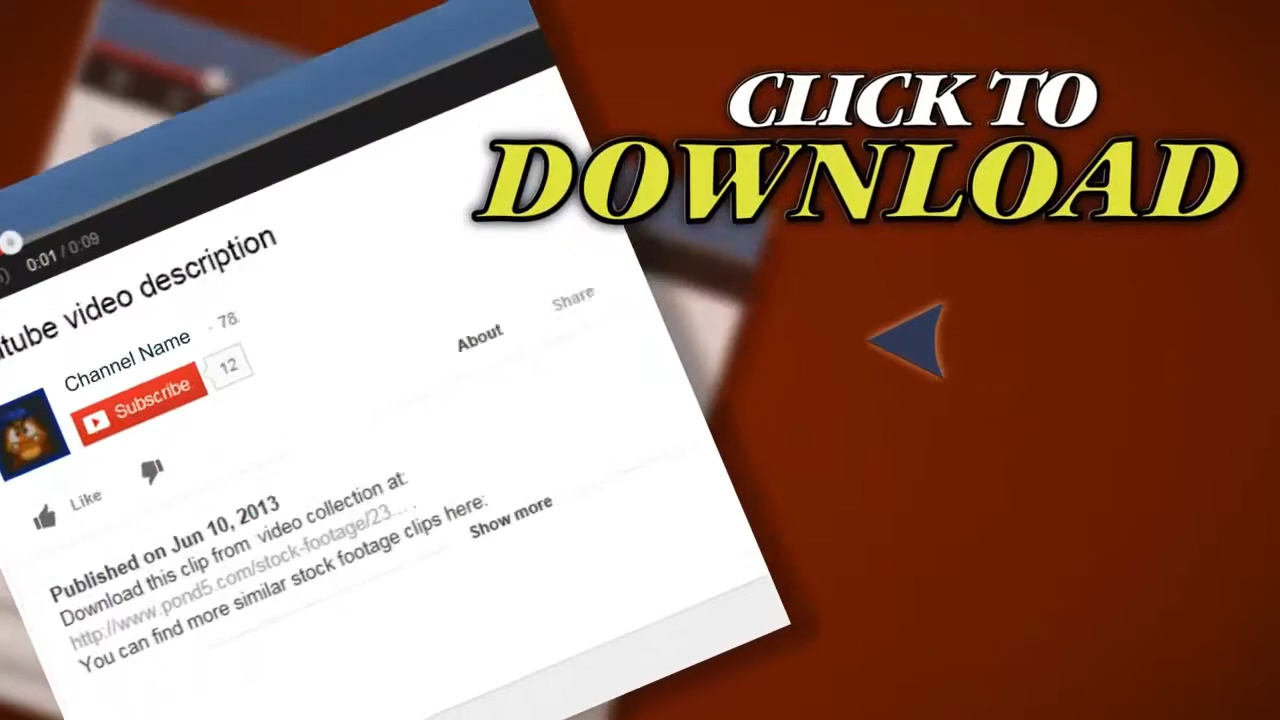 CLICK TO
DOWNLOAD
0:01 / 0:09
tube video description
Channel Name
78
Subscribe
12
About
Share
Like
Published on Jun 10, 2013
Download this clip from video collection at:
http://www.pond5.com/stock-footage/23...
You can find more similar stock footage clips here:
Show more